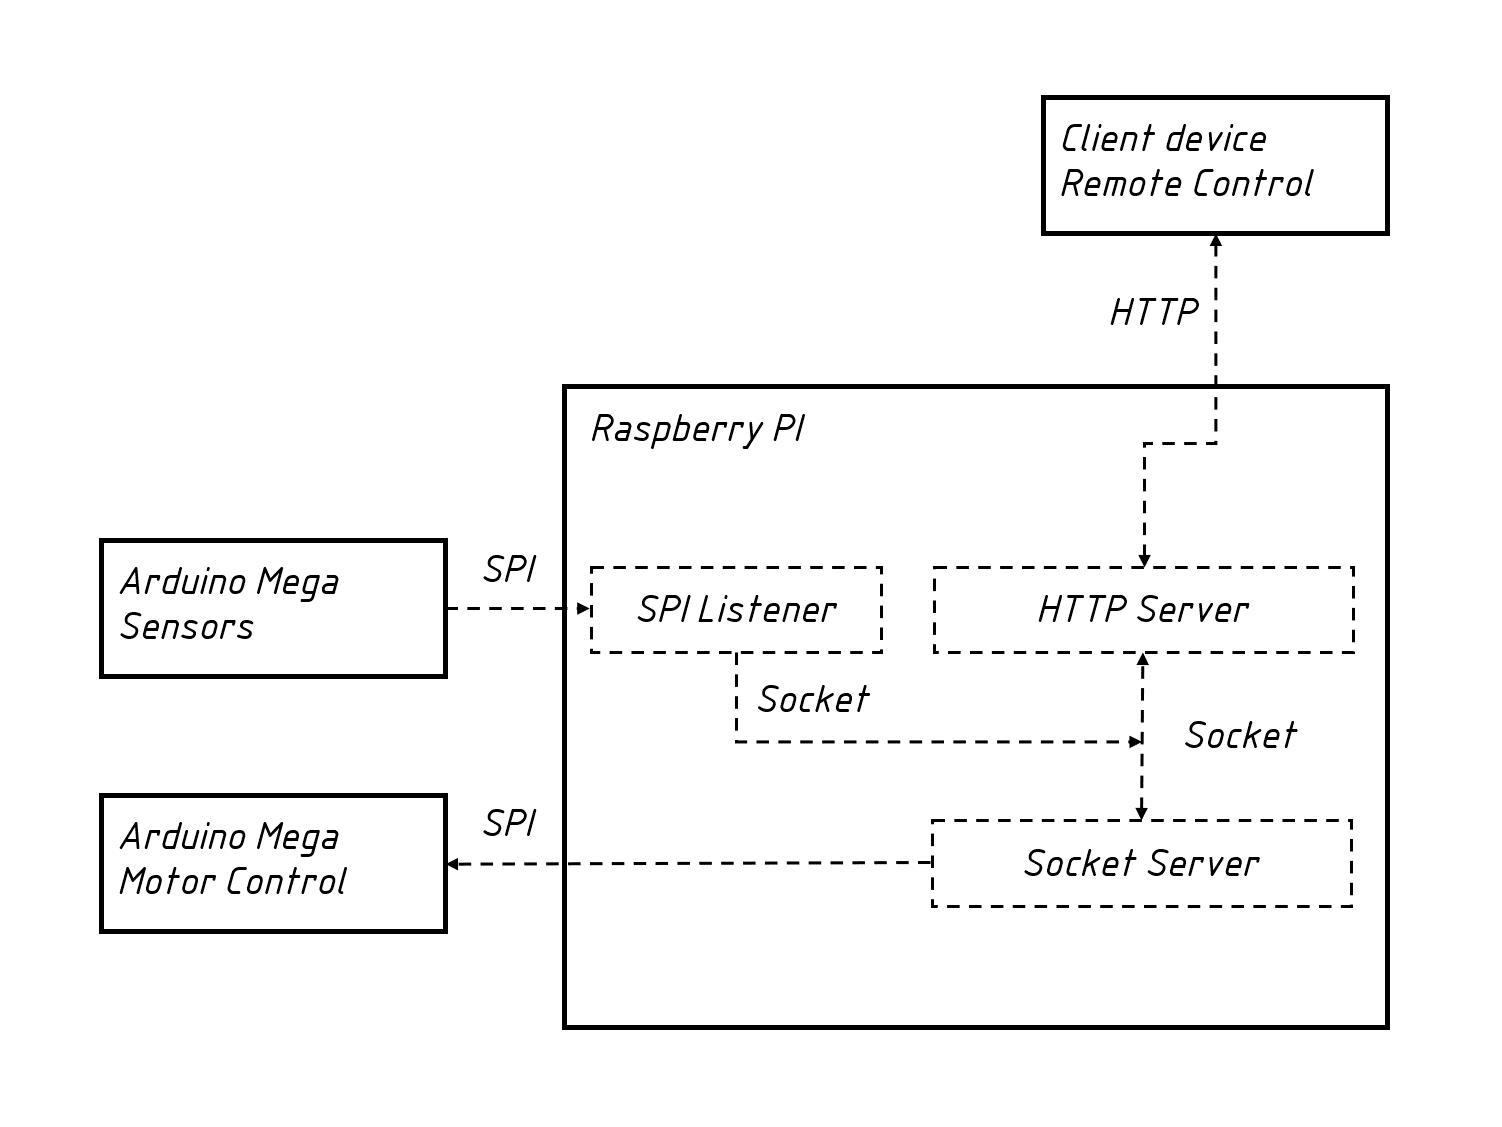 Client device
Remote Control
HTTP
Raspberry PI
Arduino Mega
Sensors
SPI
SPI Listener
HTTP Server
Socket
Socket
Arduino Mega
Motor Control
SPI
Socket Server